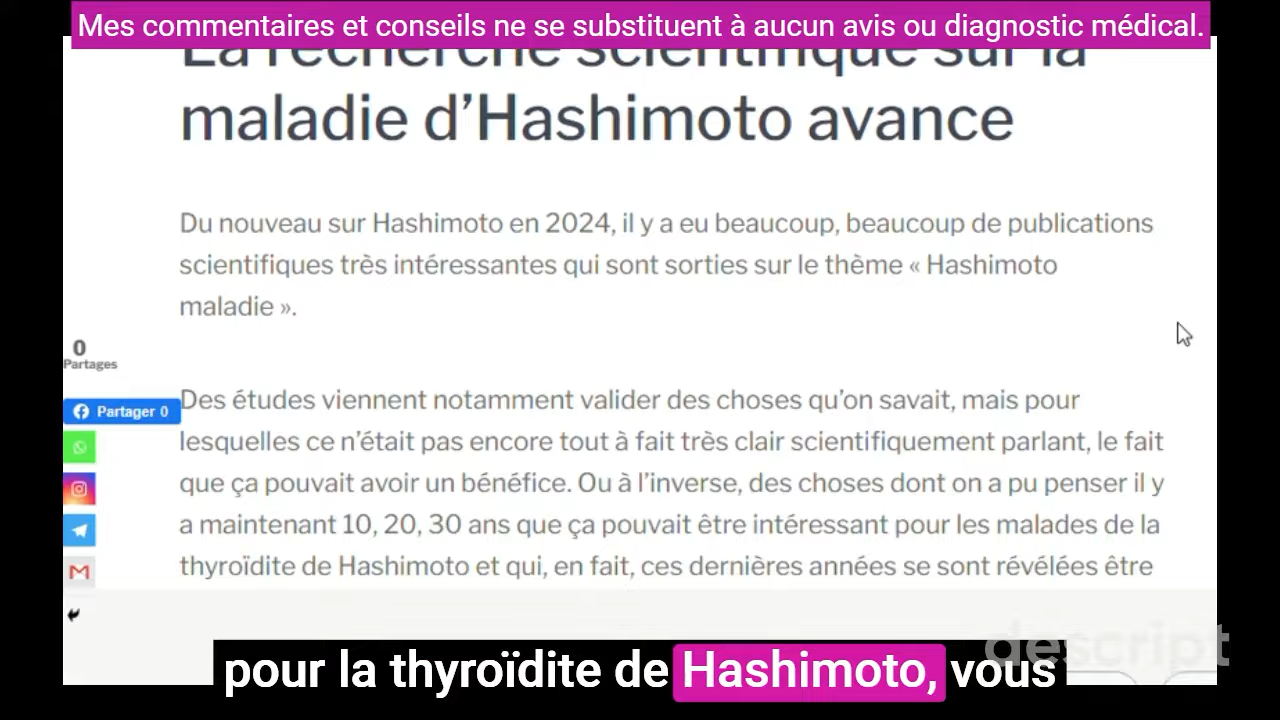 Mes commentaires et conseils ne se substituent à aucun avis ou diagnostic médical.
La recherche scientifique sur la
maladie d’Hashimoto avance
Du nouveau sur Hashimoto en 2024, il y a eu beaucoup, beaucoup de publications
scientifiques très intéressantes qui sont sorties sur le thème « Hashimoto
maladie ».
0
Partages
Partager 0
Des études viennent notamment valider des choses qu’on savait, mais pour
lesquelles ce n’était pas encore tout à fait très clair scientifiquement parlant, le fait
que ça pouvait avoir un bénéfice. Ou à l’inverse, des choses dont on a pu penser il y
a maintenant 10, 20, 30 ans que ça pouvait être intéressant pour les malades de la
thyroïdite de Hashimoto et qui, en fait, ces dernières années se sont révélées être
descript
pour la thyroïdite de Hashimoto, vous